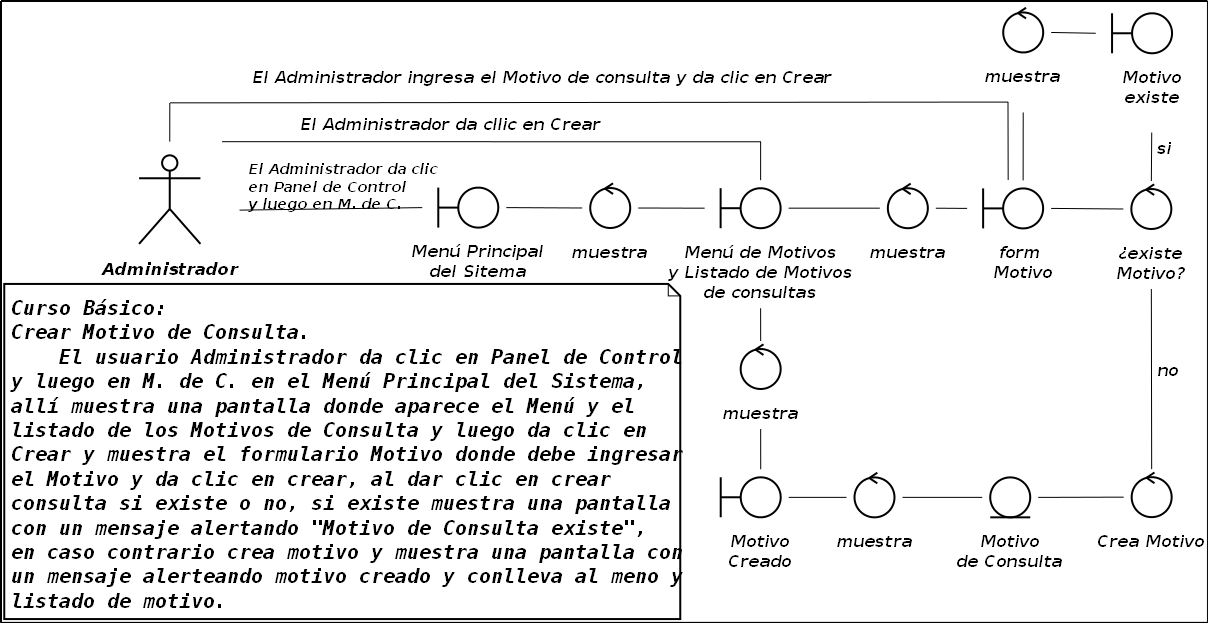 muestra
Motivo
existe
El Administrador ingresa el Motivo de consulta y da clic en Crear
El Administrador da cllic en Crear
si
El Administrador da clic
en Panel de Control
y luego en M. de C.
Administrador
Menú Principal
del Sitema
muestra
Menú de Motivos
y Listado de Motivos
de consultas
muestra
form
Motivo
¿existe
Motivo?
Curso Básico:
Crear Motivo de Consulta.
El usuario Administrador da clic en Panel de Control
y luego en M. de C. en el Menú Principal del Sistema,
allí muestra una pantalla donde aparece el Menú y el
listado de los Motivos de Consulta y luego da clic en
Crear y muestra el formulario Motivo donde debe ingresar
el Motivo y da clic en crear, al dar clic en crear
consulta si existe o no, si existe muestra una pantalla
con un mensaje alertando "Motivo de Consulta existe",
en caso contrario crea motivo y muestra una pantalla con
un mensaje alerteando motivo creado y conlleva al meno y
listado de motivo.
muestra
no
Motivo
Creado
muestra
Motivo
de Consulta
Crea Motivo